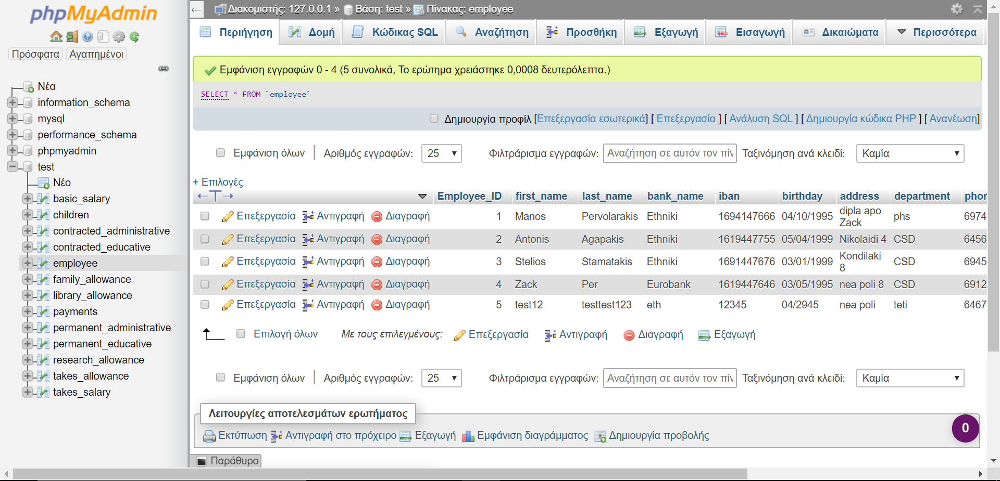 phpMyAdmin
Πρόσφατα Αγαπημένοι
Νέα
information_schema
mysql
performance_schema
phpmyadmin
test
Νέο
basic_salary
children
contracted_administrative
contracted_educative
employee
family_allowance
library_allowance
payments
permanent_administrative
permanent_educative
research_allowance
takes_allowance
takes_salary
Διακομιστής: 127.0.0.1 » Βάση: test » Πίνακας: employee
Περιήγηση Δομή Κώδικας SQL Αναζήτηση Προσθήκη Εξαγωγή Εισαγωγή Δικαιώματα Περισσότερα
Εμφάνιση εγγραφών 0 - 4 (5 συνολικά, Το ερώτημα χρειάστηκε 0,0008 δευτερόλεπτα.)
SELECT * FROM `employee`
Δημιουργία προφίλ [Επεξεργασία εσωτερικά] [ Επεξεργασία ] [ Ανάλυση SQL ] [ Δημιουργία κώδικα PHP ] [ Ανανέωση]
Εμφάνιση όλων | Αριθμός εγγραφών: 25 Φιλτράρισμα εγγραφών: Αναζήτηση σε αυτόν τον πίν Ταξινόμηση ανά κλειδί: Καμία
+ Επιλογές
←T→ Employee_ID first_name last_name bank_name iban birthday address department phon
Επεξεργασία Αντιγραφή Διαγραφή 1 Manos Pervolarakis Ethniki 1694147666 04/10/1995 dipla apo Zack phs 6974
Επεξεργασία Αντιγραφή Διαγραφή 2 Antonis Agapakis Ethniki 1619447755 05/04/1999 Nikolaidi 4 CSD 6456
Επεξεργασία Αντιγραφή Διαγραφή 3 Stelios Stamatakis Ethniki 1691447676 03/01/1999 Kondilaki 8 CSD 6945
Επεξεργασία Αντιγραφή Διαγραφή 4 Zack Per Eurobank 1619447646 03/05/1995 nea poli 8 CSD 6912
Επεξεργασία Αντιγραφή Διαγραφή 5 test12 testtest123 eth 12345 04/2945 nea poli teti 6467
Επιλογή όλων Με τους επιλεγμένους: Επεξεργασία Αντιγραφή Διαγραφή Εξαγωγή
Εμφάνιση όλων | Αριθμός εγγραφών: 25 Φιλτράρισμα εγγραφών: Αναζήτηση σε αυτόν τον πίν Ταξινόμηση ανά κλειδί: Καμία
Λειτουργίες αποτελεσμάτων ερωτήματος
Εκτύπωση Αντιγραφή στο πρόχειρο Εξαγωγή Εμφάνιση διαγράμματος Δημιουργία προβολής
0
Παράθυρο